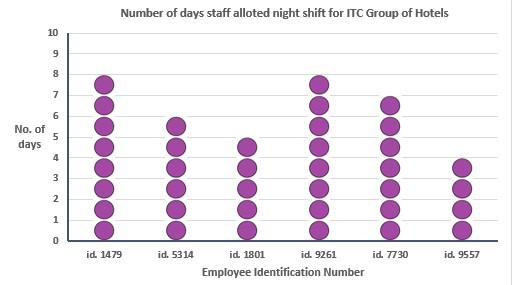 Number of days staff alloted night shift for ITC Group of Hotels
10
9
8
7
6
5
4
3
2
1
0
No. of
days
id. 1479 id. 5314 id. 1801 id. 9261 id. 7730 id. 9557
Employee Identification Number